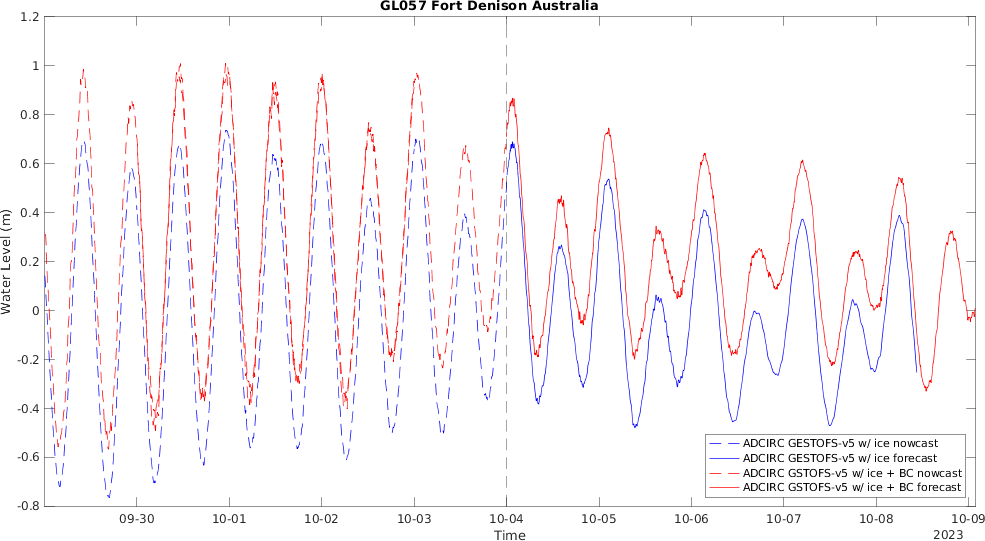 GL057 Fort Denison Australia
1.2
1
0.8
0.6
0.4
0.2
0
-0.2
-0.4
-0.6
-0.8
Water Level (m)
ADCIRC GESTOFS-v5 w/ ice nowcast
ADCIRC GESTOFS-v5 w/ ice forecast
ADCIRC GSTOFS-v5 w/ ice + BC nowcast
ADCIRC GSTOFS-v5 w/ ice + BC forecast
09-30 10-01 10-02 10-03 10-04 10-05 10-06 10-07 10-08 10-09
Time
2023